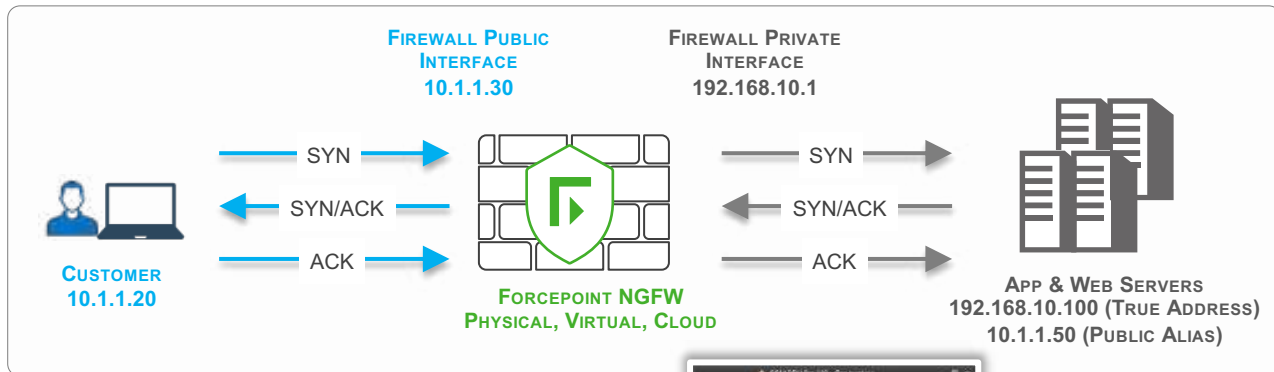 FIREWALL PUBLIC
INTERFACE
10.1.1.30
FIREWALL PRIVATE
INTERFACE
192.168.10.1
SYN
SYN/ACK
ACK
SYN
SYN/ACK
ACK
CUSTOMER
10.1.1.20
FORCEPOINT NGFW
PHYSICAL, VIRTUAL, CLOUD
APP & WEB SERVERS
192.168.10.100 (TRUE ADDRESS)
10.1.1.50 (PUBLIC ALIAS)